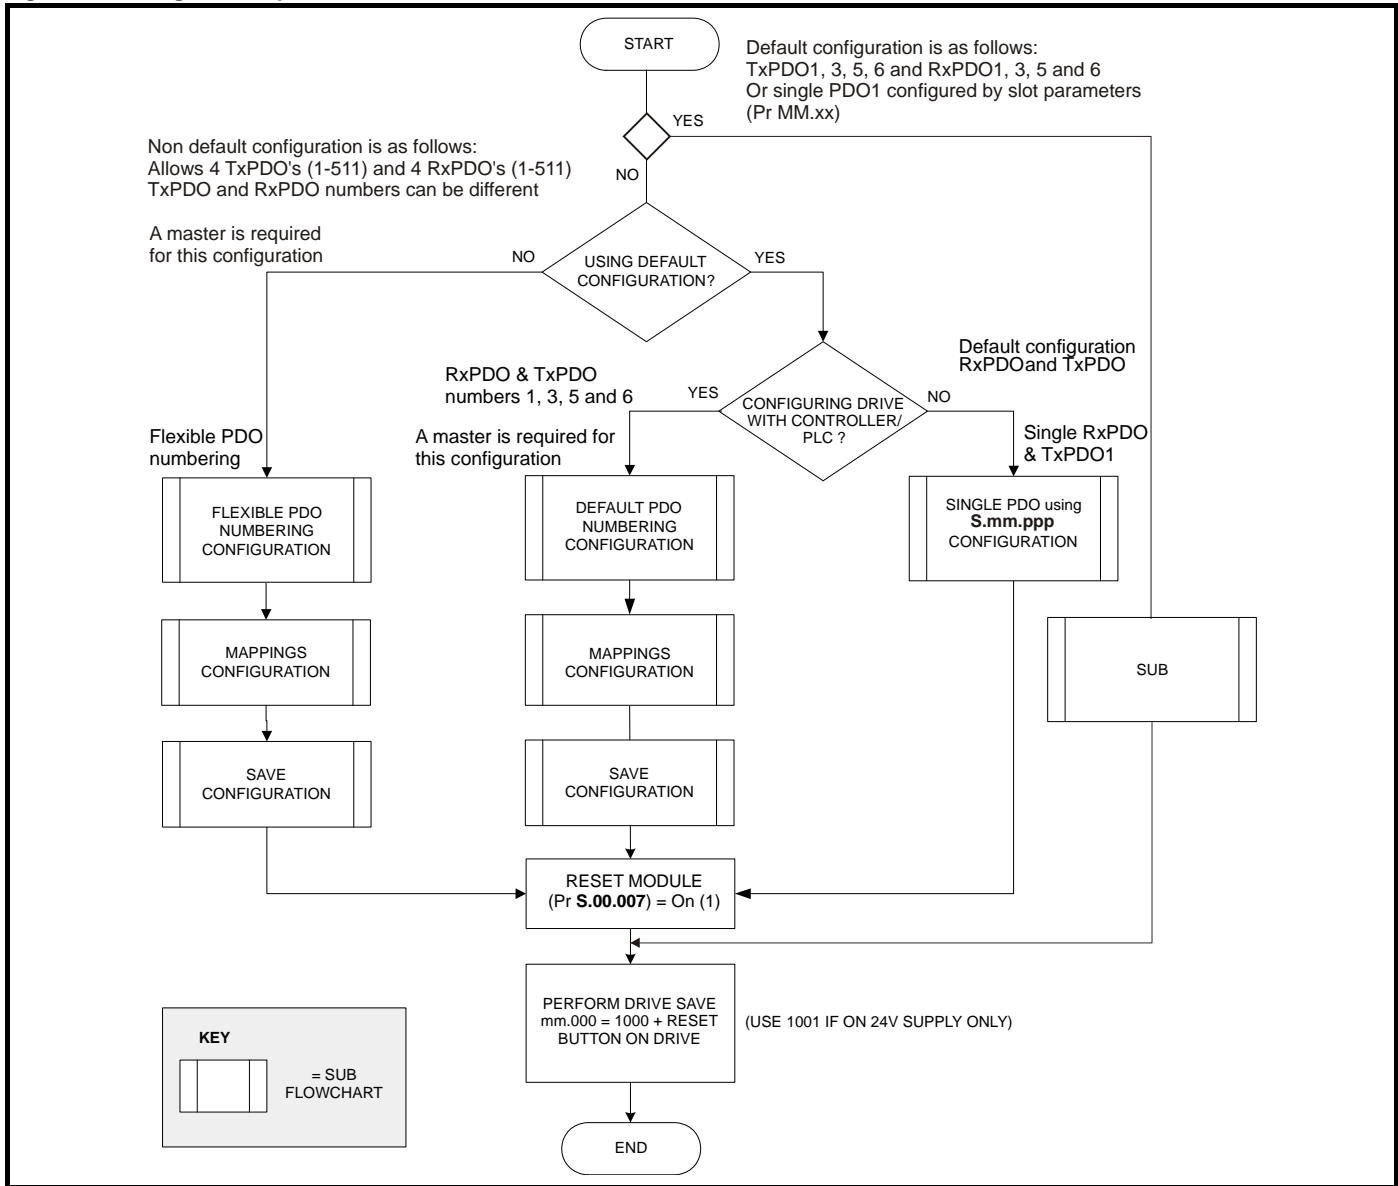 START
Default configuration is as follows:
TxPDO1, 3, 5, 6 and RxPDO1, 3, 5 and 6
Or single PDO1 configured by slot parameters
(Pr MM.xx)
YES
NO
Non default configuration is as follows:
Allows 4 TxPDO's (1-511) and 4 RxPDO's (1-511)
TxPDO and RxPDO numbers can be different
A master is required
for this configuration
NO
USING DEFAULT
CONFIGURATION?
YES
RxPDO & TxPDO
numbers 1, 3, 5 and 6
A master is required for
this configuration
YES
CONFIGURING DRIVE
WITH CONTROLLER/
PLC ?
NO
Default configuration
RxPDOand TxPDO
Single RxPDO
& TxPDO1
Flexible PDO
numbering
FLEXIBLE PDO
NUMBERING
CONFIGURATION
DEFAULT PDO
NUMBERING
CONFIGURATION
SINGLE PDO using
S.mm.ppp
CONFIGURATION
MAPPINGS
CONFIGURATION
MAPPINGS
CONFIGURATION
SUB
SAVE
CONFIGURATION
SAVE
CONFIGURATION
RESET MODULE
(Pr S.00.007) = On (1)
PERFORM DRIVE SAVE
mm.000 = 1000 + RESET
BUTTON ON DRIVE
(USE 1001 IF ON 24V SUPPLY ONLY)
KEY
= SUB
FLOWCHART
END